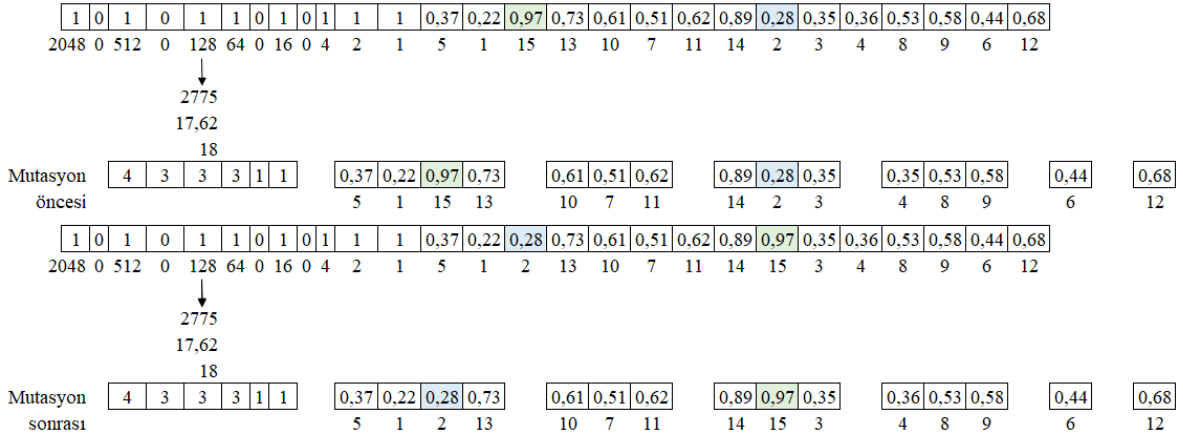 1 0 1 0 1 1 0 1 0 1 1 1 0,37 0,22 0,97 0,73 0,61 0,51 0,62 0,89 0,28 0,35 0,36 0,53 0,58 0,44 0,68
2048 0 512 0 128 64 0 16 0 4 2 1 5 1 15 13 10 7 11 14 2 3 4 8 9 6 12
2775
17,62
18
Mutasyon 4 3 3 3 1 1 0,37 0,22 0,97 0,73 0,61 0,51 0,62 0,89 0,28 0,35 0,35 0,53 0,58 0,44 0,68
öncesi 5 1 15 13 10 7 11 14 2 3 4 8 9 6 12
1 0 1 0 1 1 0 1 0 1 1 1 0,37 0,22 0,28 0,73 0,61 0,51 0,62 0,89 0,97 0,35 0,36 0,53 0,58 0,44 0,68
2048 0 512 0 128 64 0 16 0 4 2 1 5 1 2 13 10 7 11 14 15 3 4 8 9 6 12
2775
17,62
18
Mutasyon 4 3 3 3 1 1 0,37 0,22 0,28 0,73 0,61 0,51 0,62 0,89 0,97 0,35 0,36 0,53 0,58 0,44 0,68
sonrası 5 1 2 13 10 7 11 14 15 3 4 8 9 6 12